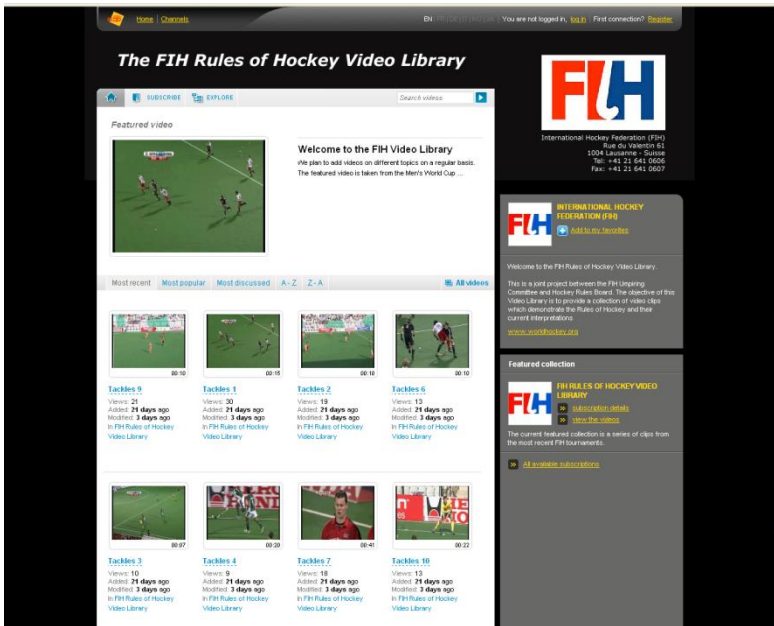 Home | Channels
EN
You are not logged in, log in | First connection? Register
The FIH Rules of Hockey Video Library
SUBSCRIBE EXPLORE Search videos
FIH
International Hockey Federation (FIH)
Rue du Valentin 61
1004 Lausanne - Suisse
Tel: +41 21 641 0606
Fax: +41 21 641 0607
Featured video
Welcome to the FIH Video Library
We plan to add videos on different topics on a regular basis.
The featured video is taken from the Men's World Cup ...
Most recent Most popular Most discussed A - Z Z - A All videos
00:10 00:15 00:18 00:10
Tackles 9 Tackles 1 Tackles 2 Tackles 6
Views: 21 Views: 30 Views: 19 Views: 13
Added: 21 days ago Added: 21 days ago Added: 21 days ago Added: 21 days ago
Modified: 3 days ago Modified: 3 days ago Modified: 3 days ago Modified: 3 days ago
In FIH Rules of Hockey In FIH Rules of Hockey In FIH Rules of Hockey In FIH Rules of Hockey
Video Library Video Library Video Library Video Library
00:07 00:41 00:22
Tackles 3 Tackles 4 Tackles 7 Tackles 10
Views: 10 Views: 9 Views: 18 Views: 13
Added: 21 days ago Added: 21 days ago Added: 21 days ago Added: 21 days ago
Modified: 3 days ago Modified: 3 days ago Modified: 3 days ago Modified: 3 days ago
In FIH Rules of Hockey In FIH Rules of Hockey In FIH Rules of Hockey In FIH Rules of Hockey
Video Library Video Library Video Library Video Library
FIH
INTERNATIONAL HOCKEY
FEDERATION (FIH)
Add to my favorites
Welcome to the FIH Rules of Hockey Video Library.
This is a joint project between the FIH Umpiring
Committee and Hockey Rules Board. The objective of this
Video Library is to provide a collection of video clips
which demonstrate the Rules of Hockey and their
current interpretations
www.worldhockey.org
Featured collection
FIH
FIH RULES OF HOCKEY VIDEO
LIBRARY
subscription details
view the videos
The current featured collection is a series of clips from
the most recent FIH tournaments.
All available subscriptions